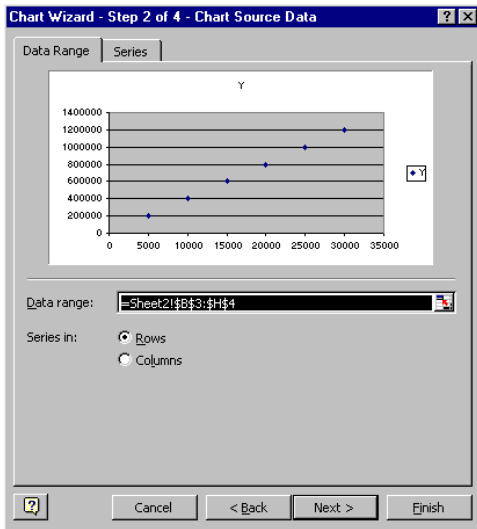 Chart Wizard - Step 2 of 4 - Chart Source Data
Data Range Series
Y
1400000
1200000
1000000
800000
600000
400000
200000
0
0 5000 10000 15000 20000 25000 30000 35000
Y
Data range: =Sheet2!$B$3:$H$4
Series in: Rows
Columns
Cancel < Back Next > Finish